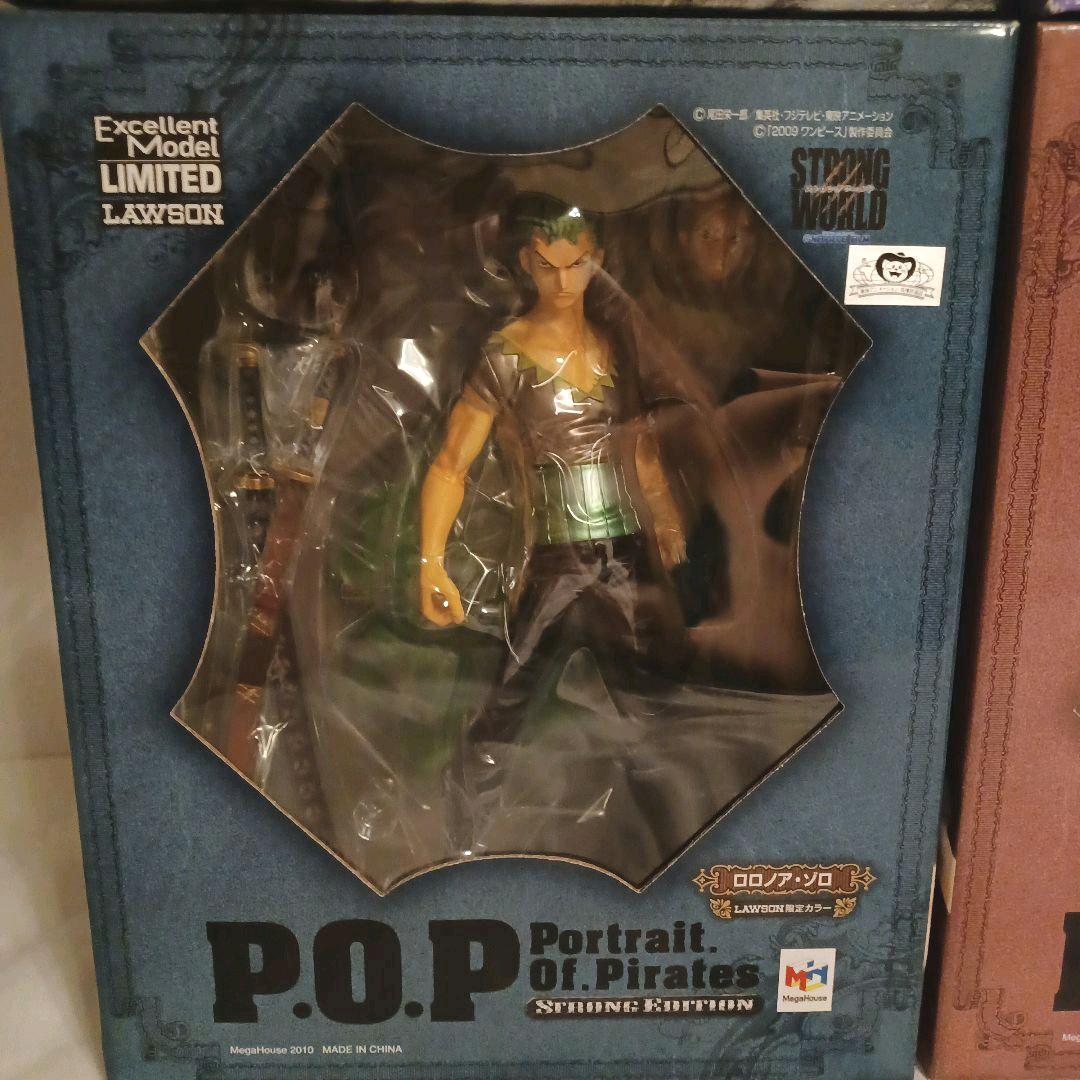 Excellent
Model
LIMITED
LAWSON
©尾田栄一郎/集英社・フジテレビ・東映アニメーション
©「2009 ワンピース」製作委員会
STRONG
WORLD
ロロノア・ゾロ
LAWSON限定カラー
P.O.P
Portrait.
Of.Pirates
STRONG EDITION
MegaHouse
MegaHouse 2010 MADE IN CHINA